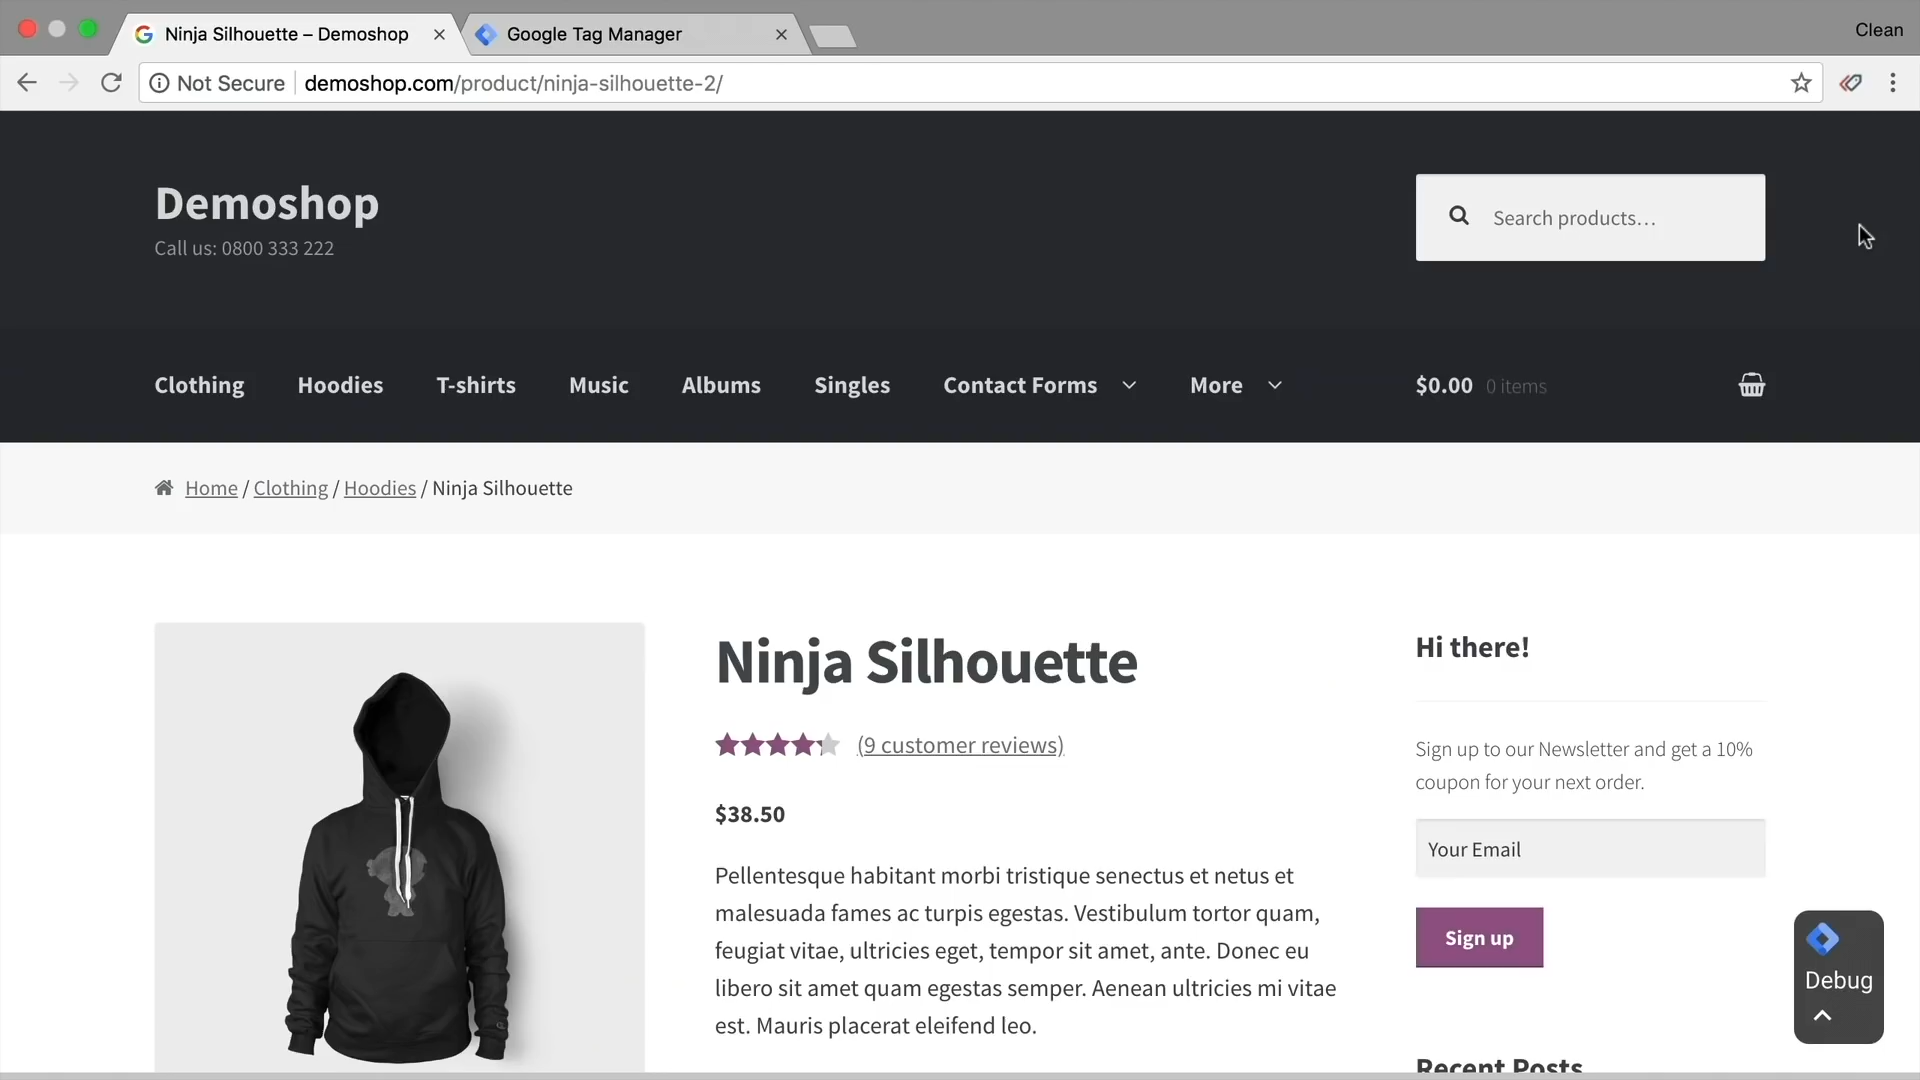 Ninja Silhouette – Demoshop
Google Tag Manager
Clean
Not Secure
demoshop.com/product/ninja-silhouette-2/
Demoshop
Call us: 0800 333 222
Search products…
Clothing
Hoodies
T-shirts
Music
Albums
Singles
Contact Forms
More
$0.00 0 items
Home / Clothing / Hoodies / Ninja Silhouette
Ninja Silhouette
(9 customer reviews)
$38.50
Pellentesque habitant morbi tristique senectus et netus et
malesuada fames ac turpis egestas. Vestibulum tortor quam,
feugiat vitae, ultricies eget, tempor sit amet, ante. Donec eu
libero sit amet quam egestas semper. Aenean ultricies mi vitae
est. Mauris placerat eleifend leo.
Hi there!
Sign up to our Newsletter and get a 10%
coupon for your next order.
Your Email
Sign up
Debug
Recent Posts